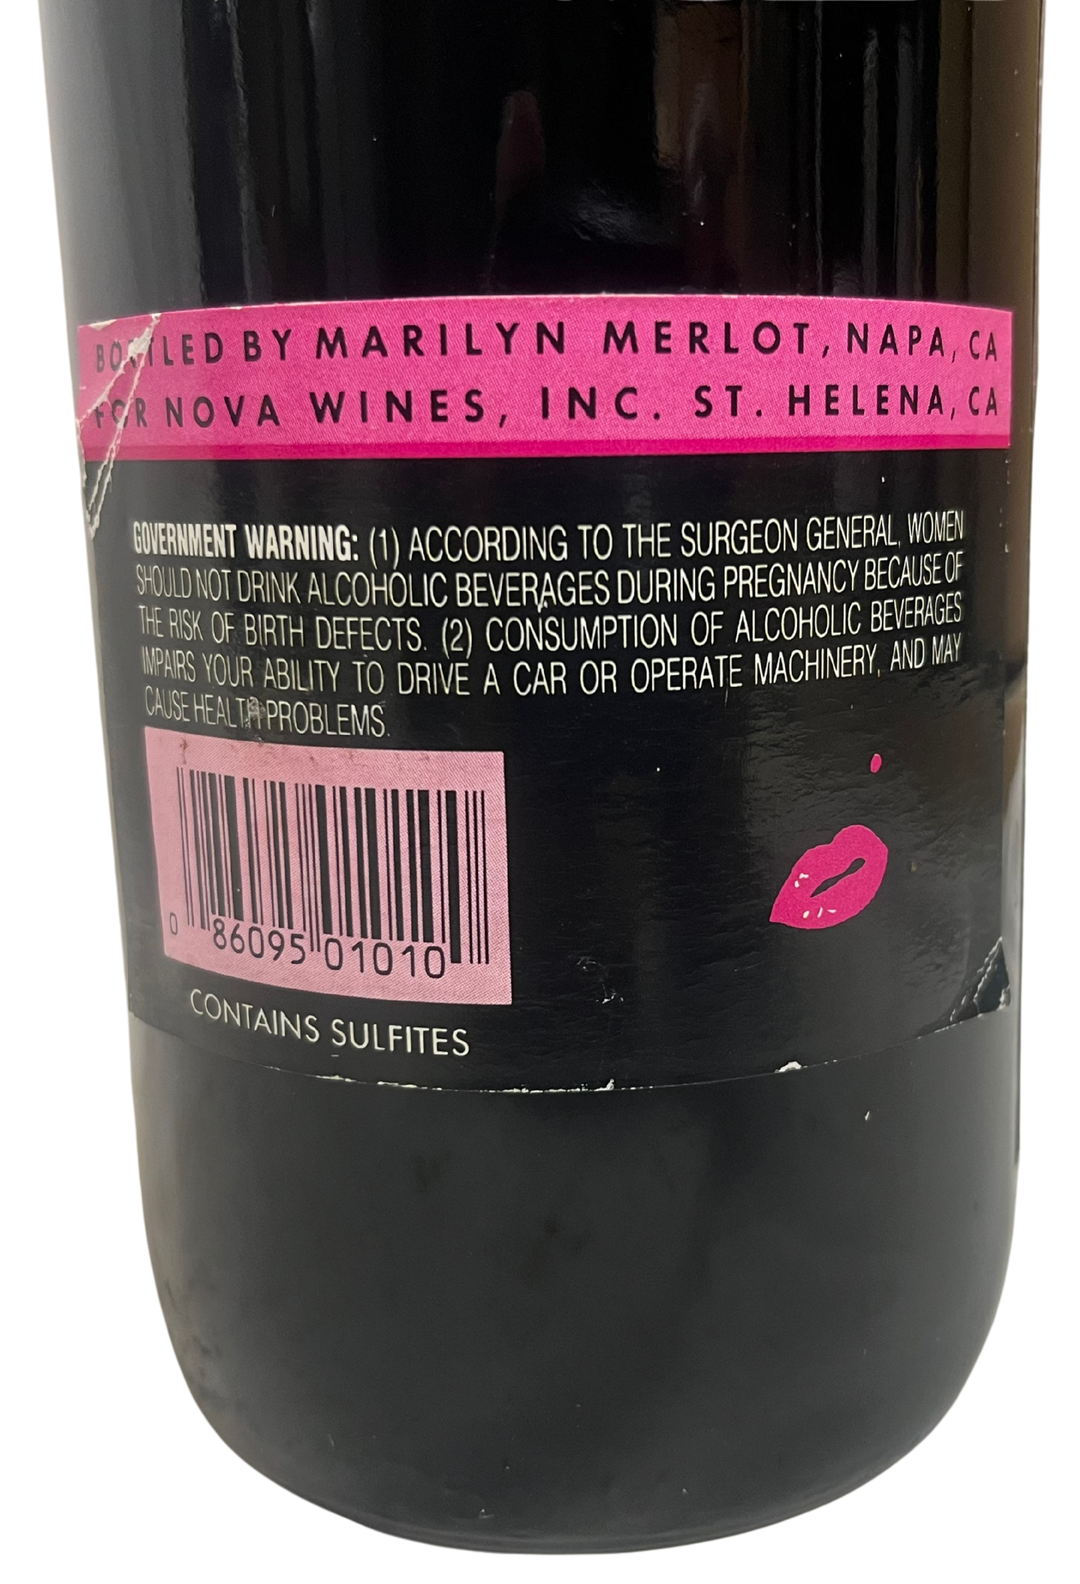 BOTTLED BY MARILYN MERLOT, NAPA, CA
FOR NOVA WINES, INC. ST. HELENA, CA
GOVERNMENT WARNING: (1) ACCORDING TO THE SURGEON GENERAL, WOMEN
SHOULD NOT DRINK ALCOHOLIC BEVERAGES DURING PREGNANCY BECAUSE OF
THE RISK OF BIRTH DEFECTS. (2) CONSUMPTION OF ALCOHOLIC BEVERAGES
IMPAIRS YOUR ABILITY TO DRIVE A CAR OR OPERATE MACHINERY, AND MAY
CAUSE HEALTH PROBLEMS.
0 86095 01010
CONTAINS SULFITES